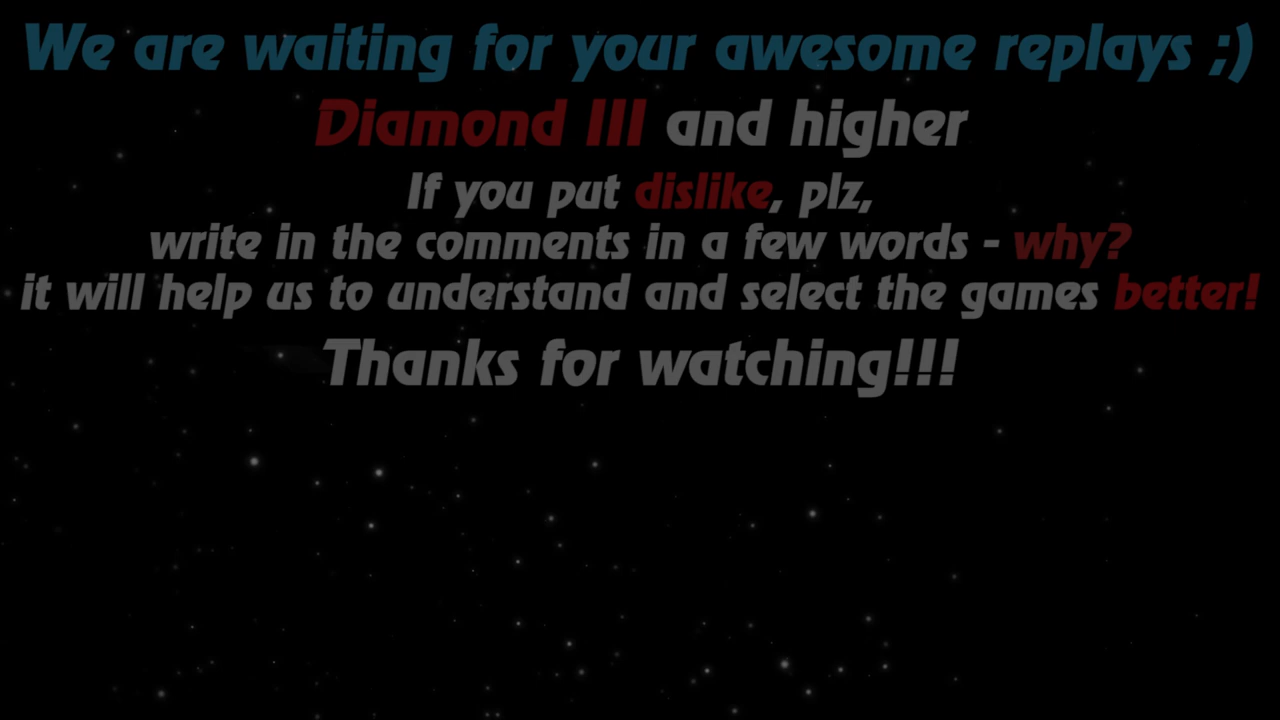 We are waiting for your awesome replays ;)
Diamond III and higher
If you put dislike, plz,
write in the comments in a few words - why?
it will help us to understand and select the games better!
Thanks for watching!!!